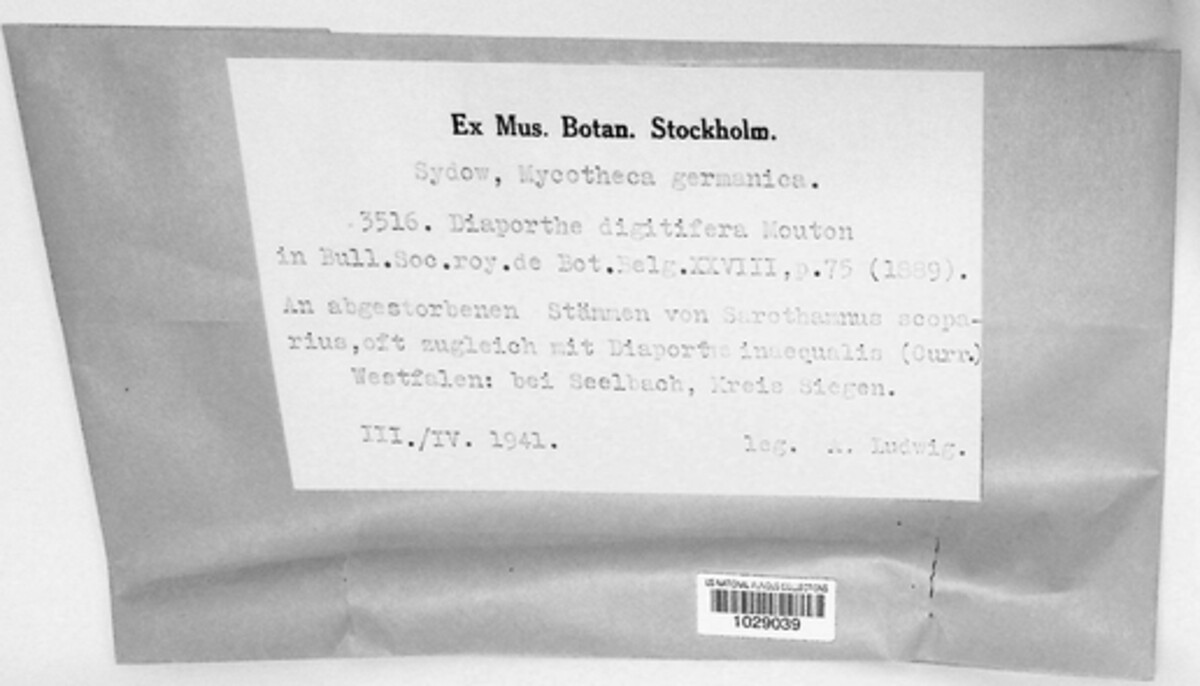 Ex Mus. Botan. Stockholm.
Sydow, Mycotheca germanica.
3516. Diaporthe digitifera Mouton
in Bull.Soc.roy.de Bot.Belg.XXVIII,p.75 (1889).
An abgestorbenen Stämmen von Sarothamnus scopa-
rius,oft zugleich mit Diaporthe inaequalis (Curr.)
Westfalen: bei Seelbach, Kreis Siegen.
III./IV. 1941. leg. A. Ludwig.
US NATIONAL FUNGUS COLLECTIONS
1029039